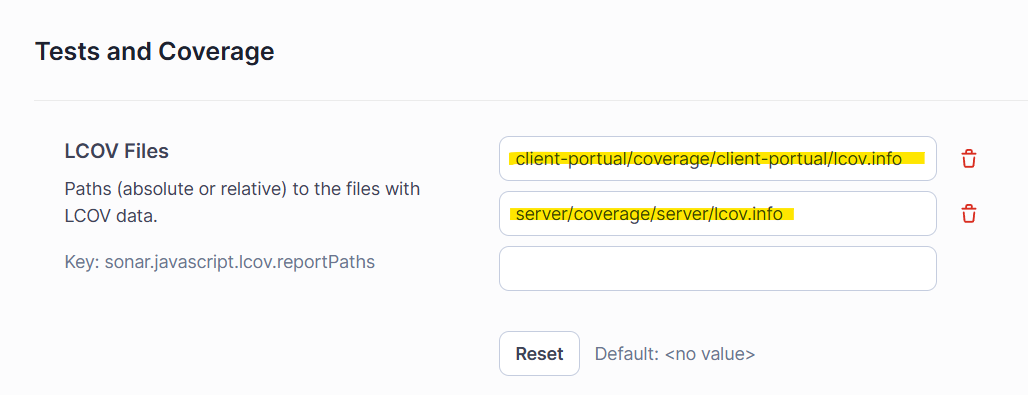 Tests and Coverage
LCOV Files
Paths (absolute or relative) to the files with
LCOV data.
Key: sonar.javascript.lcov.reportPaths
client-portual/coverage/client-portual/lcov.info
server/coverage/server/lcov.info
Reset
Default: <no value>